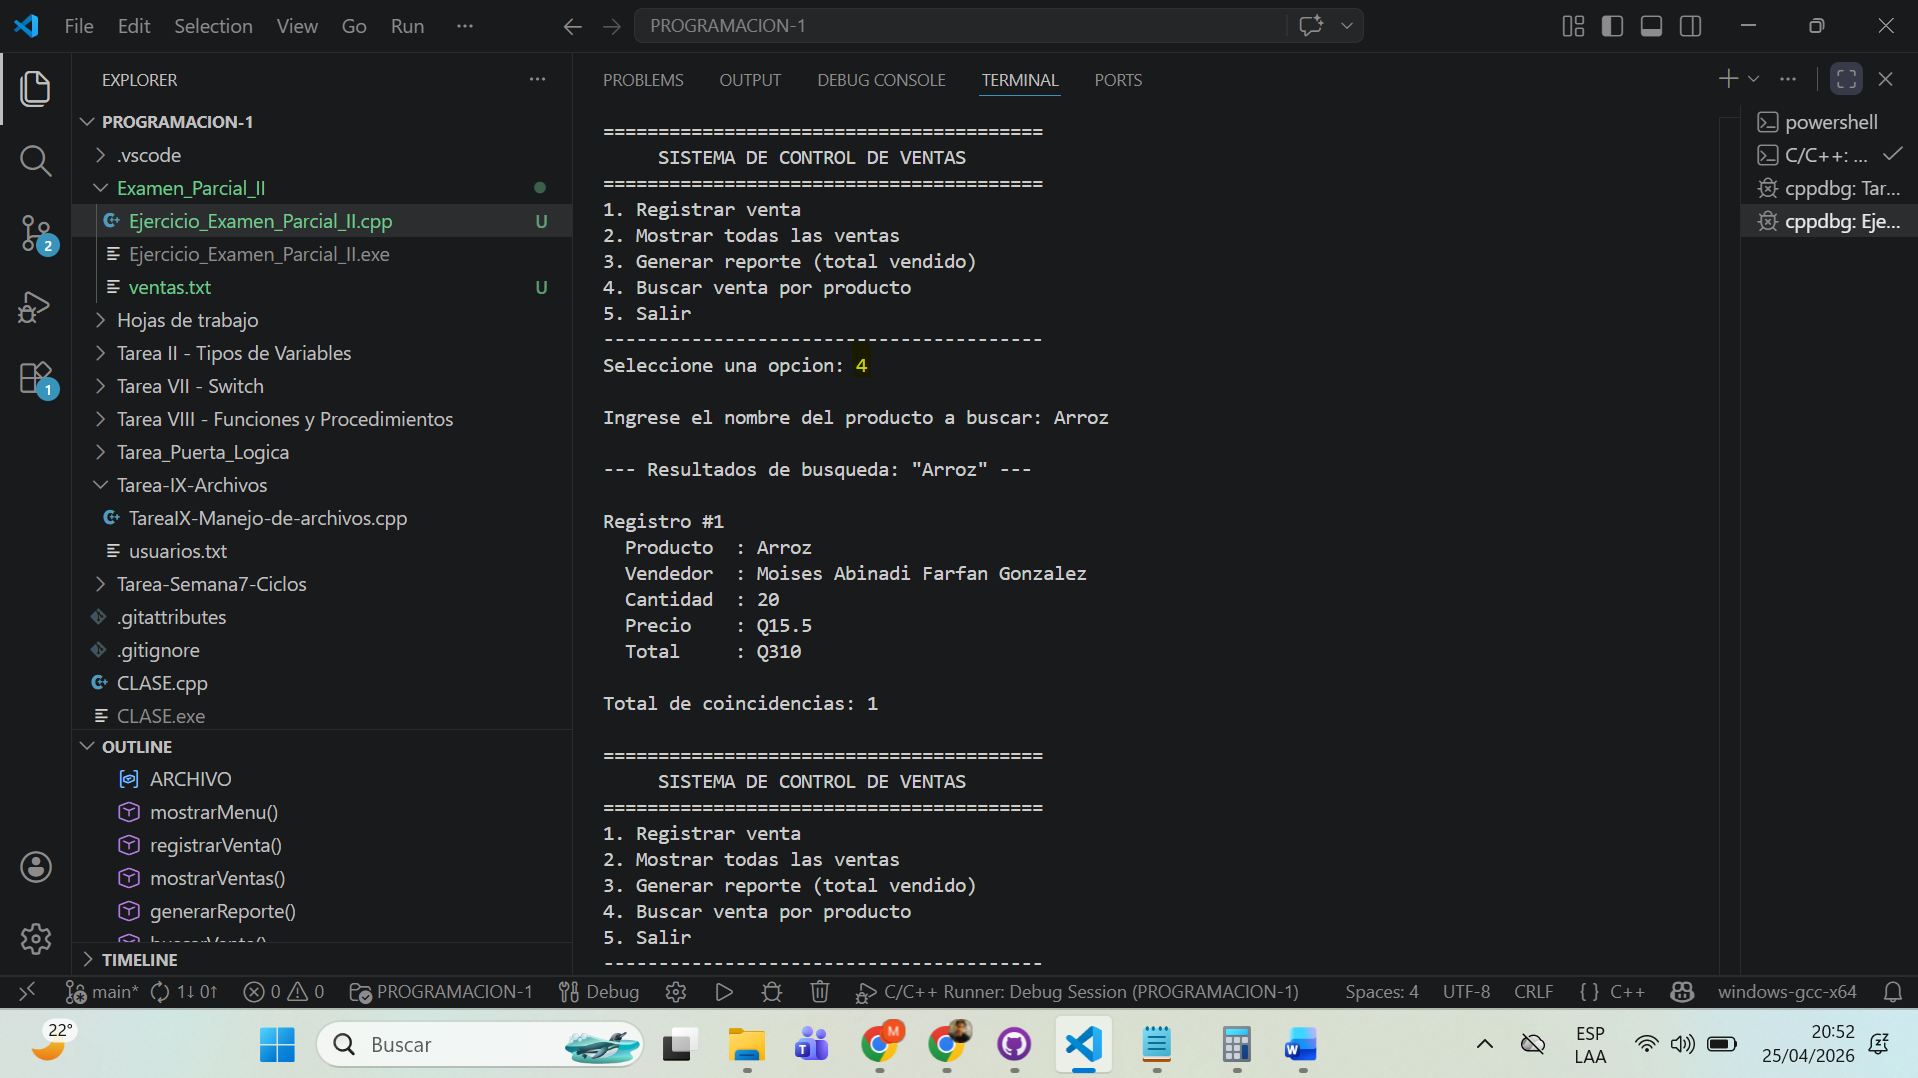 File Edit Selection View Go Run ···
PROGRAMACION-1
EXPLORER
PROGRAMACION-1
.vscode
Examen_Parcial_II
Ejercicio_Examen_Parcial_II.cpp U
Ejercicio_Examen_Parcial_II.exe
ventas.txt U
Hojas de trabajo
Tarea II - Tipos de Variables
Tarea VII - Switch
Tarea VIII - Funciones y Procedimientos
Tarea_Puerta_Logica
Tarea-IX-Archivos
TareaIX-Manejo-de-archivos.cpp
usuarios.txt
Tarea-Semana7-Ciclos
.gitattributes
.gitignore
CLASE.cpp
CLASE.exe
OUTLINE
ARCHIVO
mostrarMenu()
registrarVenta()
mostrarVentas()
generarReporte()
TIMELINE
2
1
PROBLEMS OUTPUT DEBUG CONSOLE TERMINAL PORTS
========================================
SISTEMA DE CONTROL DE VENTAS
========================================
1. Registrar venta
2. Mostrar todas las ventas
3. Generar reporte (total vendido)
4. Buscar venta por producto
5. Salir
----------------------------------------
Seleccione una opcion: 4
Ingrese el nombre del producto a buscar: Arroz
--- Resultados de busqueda: "Arroz" ---
Registro #1
Producto : Arroz
Vendedor : Moises Abinadi Farfan Gonzalez
Cantidad : 20
Precio : Q15.5
Total : Q310
Total de coincidencias: 1
========================================
SISTEMA DE CONTROL DE VENTAS
========================================
1. Registrar venta
2. Mostrar todas las ventas
3. Generar reporte (total vendido)
4. Buscar venta por producto
5. Salir
----------------------------------------
powershell
C/C++: ...
cppdbg: Tar...
cppdbg: Eje...
main* 1↓ 0↑ 0 0 PROGRAMACION-1 Debug C/C++ Runner: Debug Session (PROGRAMACION-1) Spaces: 4 UTF-8 CRLF { } C++ windows-gcc-x64
22°
Buscar
M
ESP
LAA
20:52
25/04/2026